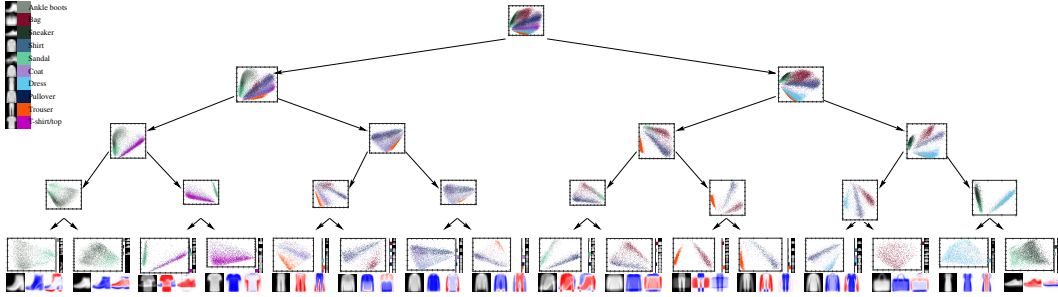 Ankle boots
Bag
Sneaker
Shirt
Sandal
Coat
Dress
Pullover
Trouser
T-shirt/top